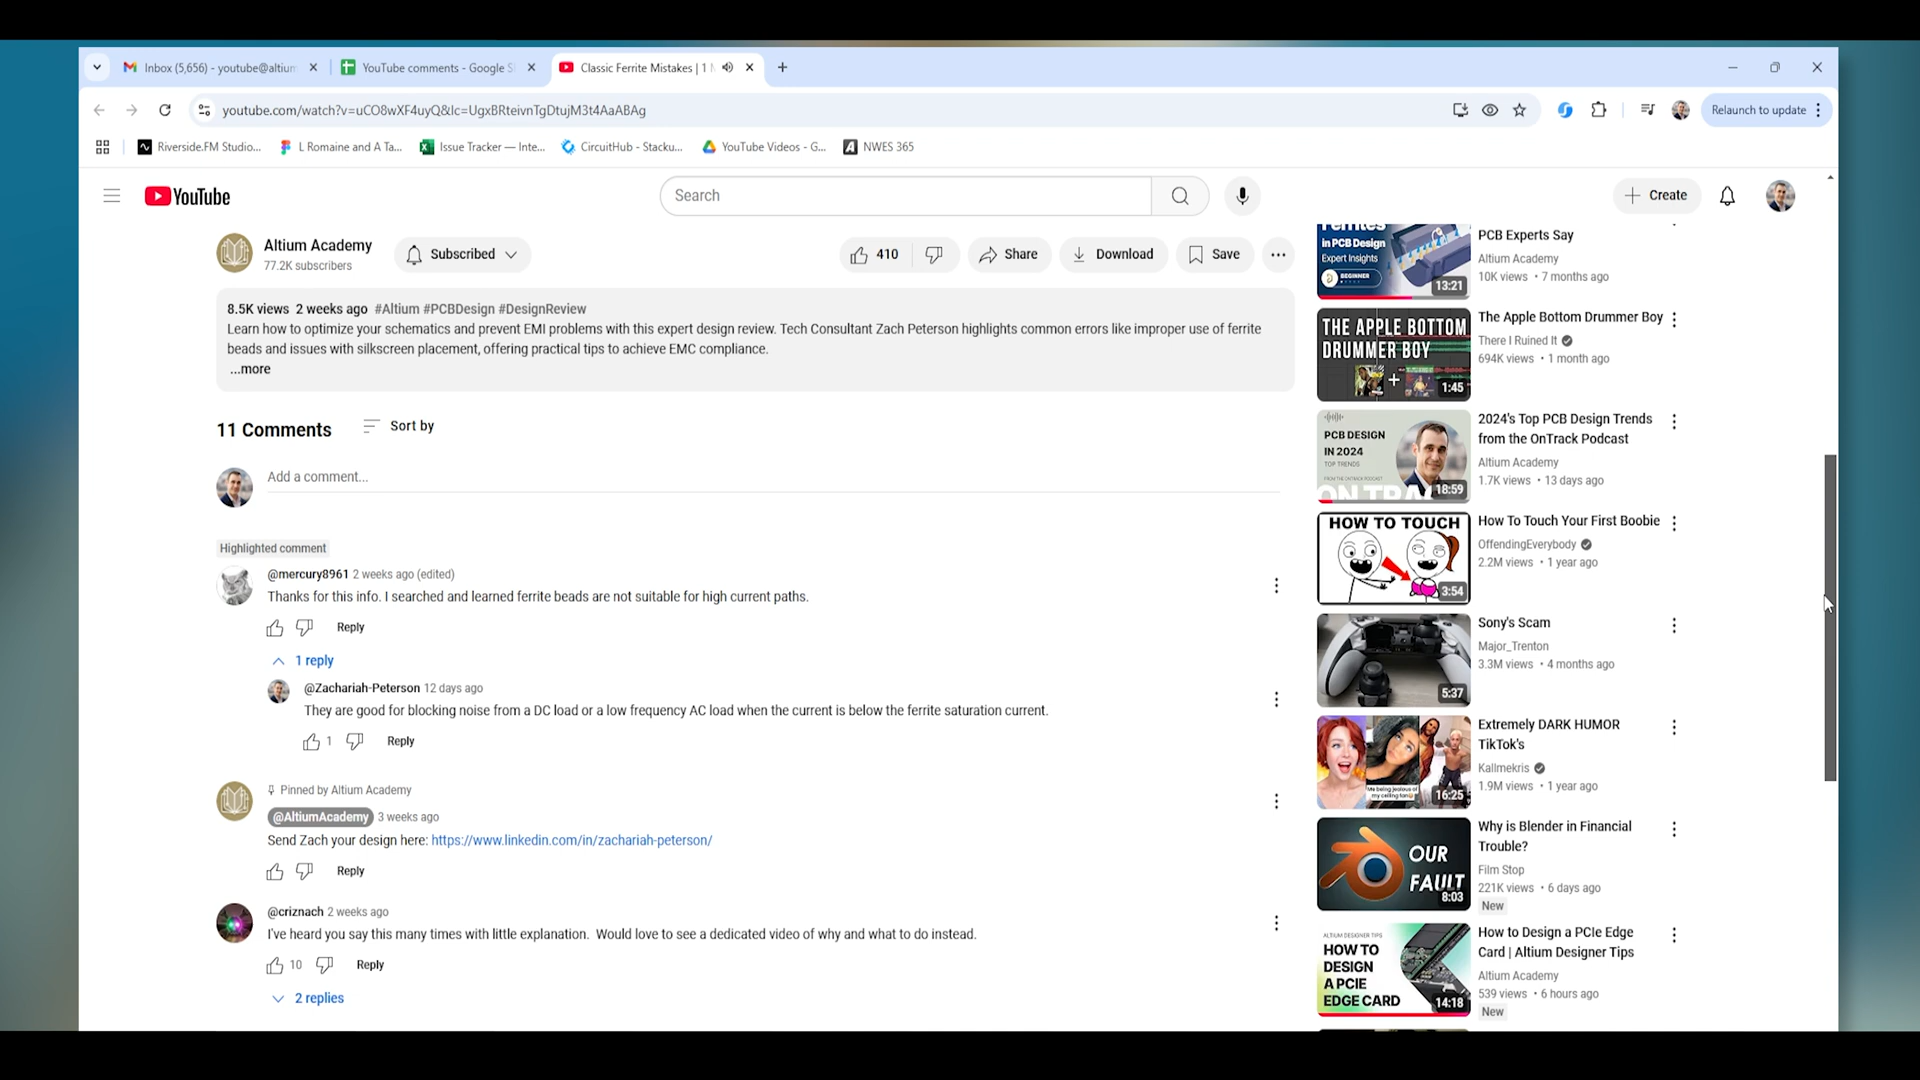 Inbox (5,656) - youtube@altium
YouTube comments - Google S
Classic Ferrite Mistakes | 1
youtube.com/watch?v=uCO8wXF4uyQ&lc=UgxBRteivnTgDtujM3t4AaABAg
Relaunch to update
Riverside.FM Studio...
L Romaine and A Ta...
Issue Tracker — Inte...
CircuitHub - Stacku...
YouTube Videos - G...
NWES 365
YouTube
Search
Create
Altium Academy
77.2K subscribers
Subscribed
410
Share
Download
Save
8.5K views 2 weeks ago #Altium #PCBDesign #DesignReview
Learn how to optimize your schematics and prevent EMI problems with this expert design review. Tech Consultant Zach Peterson highlights common errors like improper use of ferrite
beads and issues with silkscreen placement, offering practical tips to achieve EMC compliance.
...more
11 Comments
Sort by
Add a comment...
Highlighted comment
@mercury8961 2 weeks ago (edited)
Thanks for this info. I searched and learned ferrite beads are not suitable for high current paths.
Reply
1 reply
@Zachariah-Peterson 12 days ago
They are good for blocking noise from a DC load or a low frequency AC load when the current is below the ferrite saturation current.
1
Reply
Pinned by Altium Academy
@AltiumAcademy 3 weeks ago
Send Zach your design here: https://www.linkedin.com/in/zachariah-peterson/
Reply
@criznach 2 weeks ago
I've heard you say this many times with little explanation. Would love to see a dedicated video of why and what to do instead.
10
Reply
2 replies
Ferrites
in PCB Design
Expert Insights
BEGINNER
13:21
PCB Experts Say
Altium Academy
10K views • 7 months ago
THE APPLE BOTTOM
DRUMMER BOY
1:45
The Apple Bottom Drummer Boy
There I Ruined It
694K views • 1 month ago
PCB DESIGN
IN 2024
TOP TRENDS
FROM THE ONTRACK PODCAST
ON TRA
18:59
2024's Top PCB Design Trends
from the OnTrack Podcast
Altium Academy
1.7K views • 13 days ago
HOW TO TOUCH
3:54
How To Touch Your First Boobie
OffendingEverybody
2.2M views • 1 year ago
5:37
Sony's Scam
Major_Trenton
3.3M views • 4 months ago
Me being jealous of
my ceiling fan
16:25
Extremely DARK HUMOR
TikTok's
Kallmekris
1.9M views • 1 year ago
OUR
FAULT
8:03
Why is Blender in Financial
Trouble?
Film Stop
221K views • 6 days ago
New
ALTIUM DESIGNER TIPS
HOW TO
DESIGN
A PCIE
EDGE CARD
14:18
How to Design a PCIe Edge
Card | Altium Designer Tips
Altium Academy
539 views • 6 hours ago
New